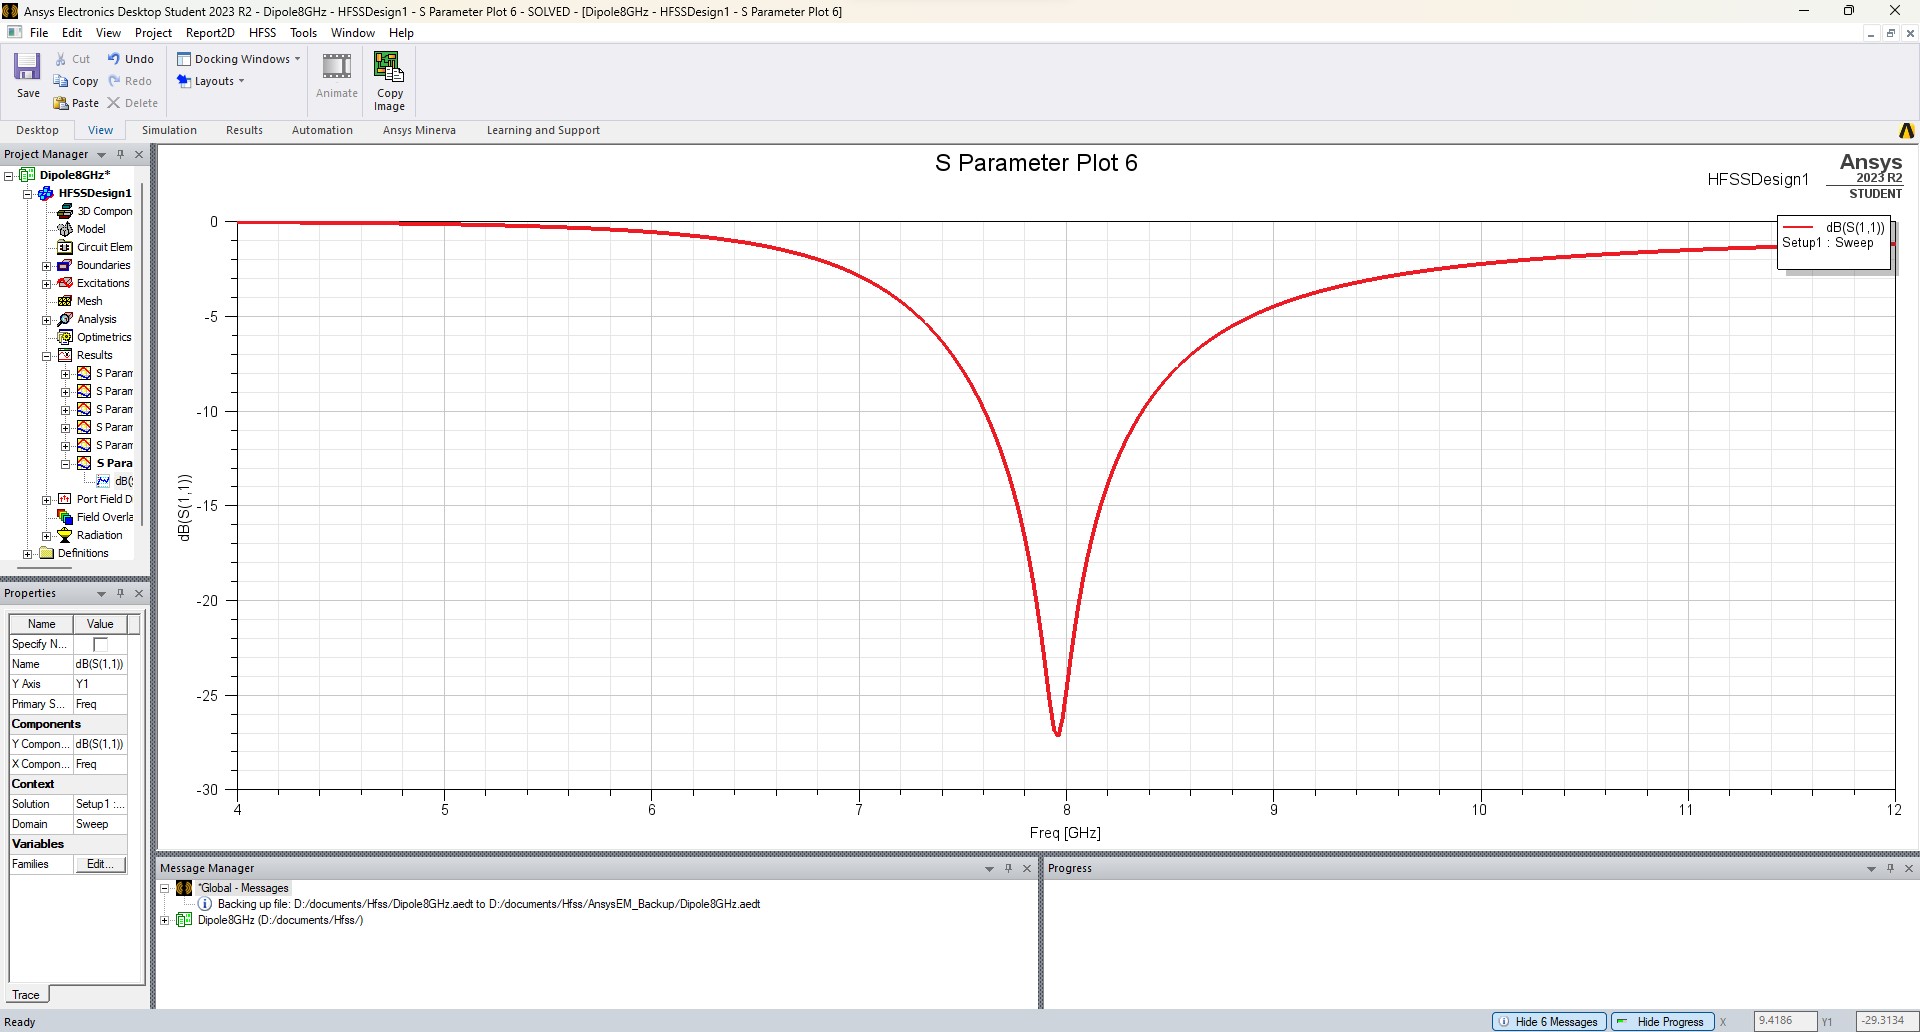 Ansys Electronics Desktop Student 2023 R2 - Dipole8GHz - HFSSDesign1 - S Parameter Plot 6 - SOLVED - [Dipole8GHz - HFSSDesign1 - S Parameter Plot 6]
File Edit View Project Report2D HFSS Tools Window Help
Save
Cut
Copy
Paste
Undo
Redo
Delete
Docking Windows
Layouts
Animate
Copy
Image
Desktop View Simulation Results Automation Ansys Minerva Learning and Support
Project Manager
Dipole8GHz*
HFSSDesign1
3D Compon
Model
Circuit Elem
Boundaries
Excitations
Mesh
Analysis
Optimetrics
Results
S Param
S Param
S Param
S Param
S Param
S Para
dB(S
Port Field D
Field Overla
Radiation
Definitions
Properties
Name Value
Specify N...
Name dB(S(1,1))
Y Axis Y1
Primary S... Freq
Components
Y Compon... dB(S(1,1))
X Compon... Freq
Context
Solution Setup1 :...
Domain Sweep
Variables
Families Edit...
Trace
S Parameter Plot 6
HFSSDesign1
Ansys
2023 R2
STUDENT
dB(S(1,1))
Setup1 : Sweep
0
-5
-10
-15
-20
-25
-30
dB(S(1,1))
4 5 6 7 8 9 10 11 12
Freq [GHz]
Message Manager
*Global - Messages
Backing up file: D:/documents/Hfss/Dipole8GHz.aedt to D:/documents/Hfss/AnsysEM_Backup/Dipole8GHz.aedt
Dipole8GHz (D:/documents/Hfss/)
Progress
Ready
Hide 6 Messages Hide Progress X 9.4186 Y1 -29.3134